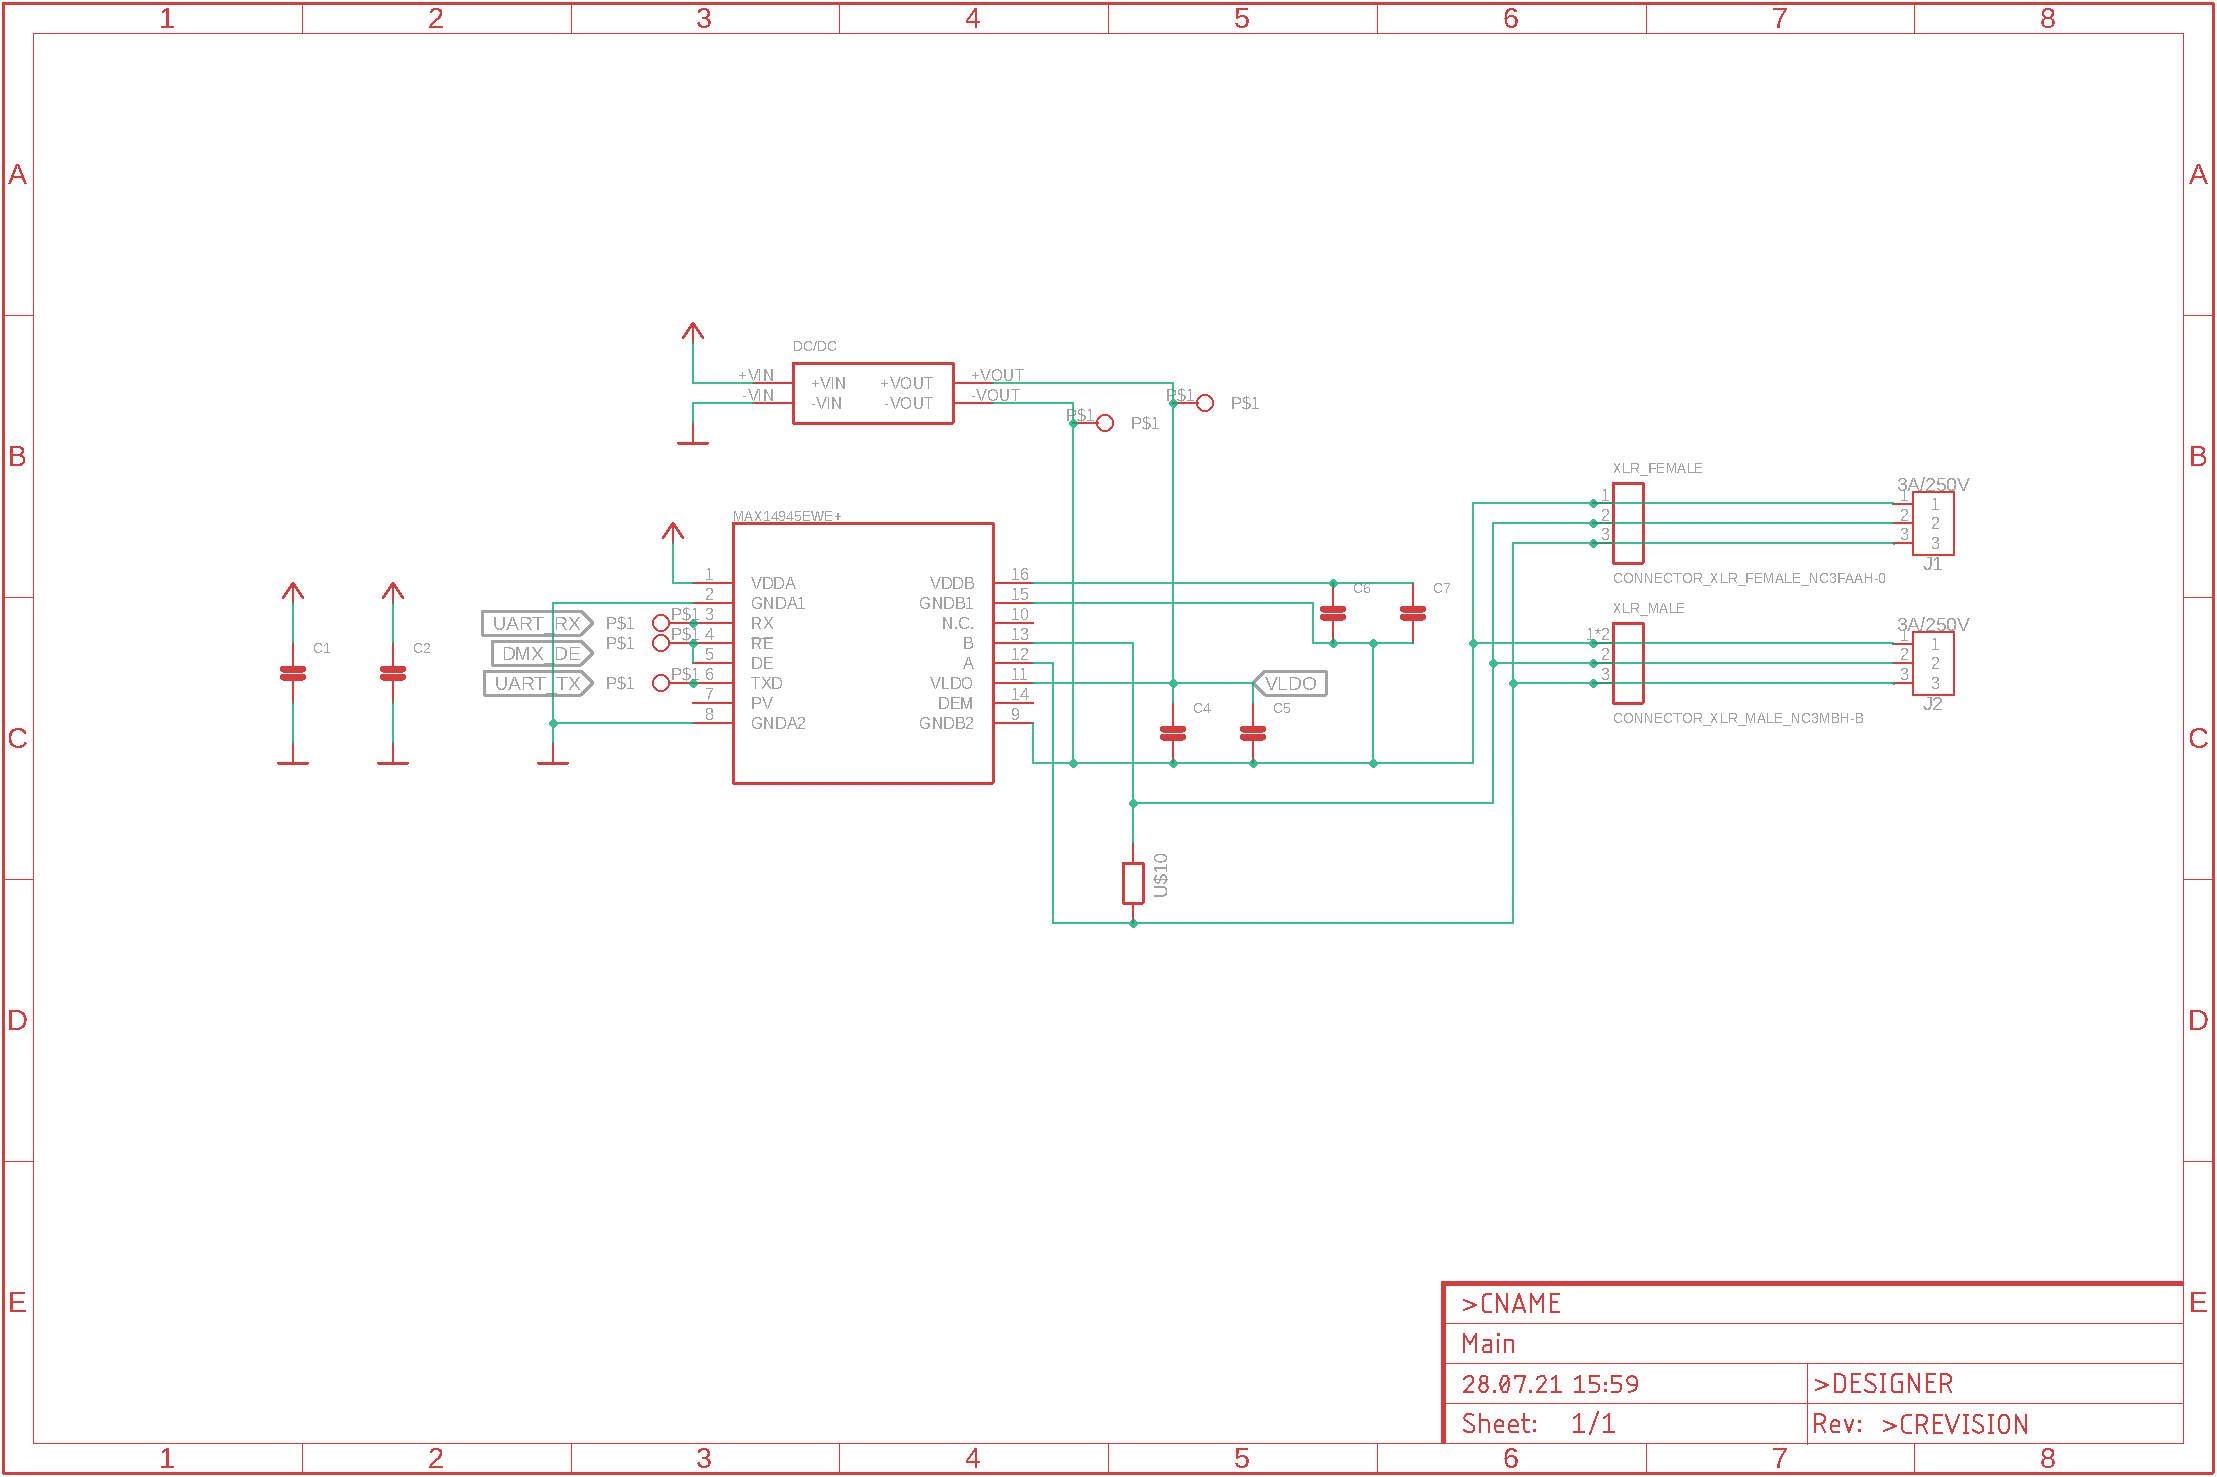 1 2 3 4 5 6 7 8
A A
DC/DC
+VIN +VIN +VOUT +VOUT
-VIN -VIN -VOUT -VOUT
P$1 P$1
P$1 P$1
B B
XLR_FEMALE
3A/250V
1 1 1
2 2 2
3 3 3
J1
CONNECTOR_XLR_FEMALE_NC3FAAH-0
MAX14945EWE+
1 VDDA VDDB 16
2 GNDA1 GNDB1 15
UART_RX P$1 P$1 3 RX N.C. 10
P$1 P$1 4 RE B 13
DMX_DE 5 DE A 12
UART_TX P$1 P$1 6 TXD VLDO 11 VLDO
7 PV DEM 14
8 GNDA2 GNDB2 9
C6 C7
C1 C2
C4 C5
XLR_MALE
3A/250V
1*2 1 1
2 2 2
3 3 3
J2
CONNECTOR_XLR_MALE_NC3MBH-B
C C
U$10
D D
E E
>CNAME
Main
28.07.21 15:59 >DESIGNER
Sheet: 1/1 Rev: >CREVISION
1 2 3 4 5 6 7 8